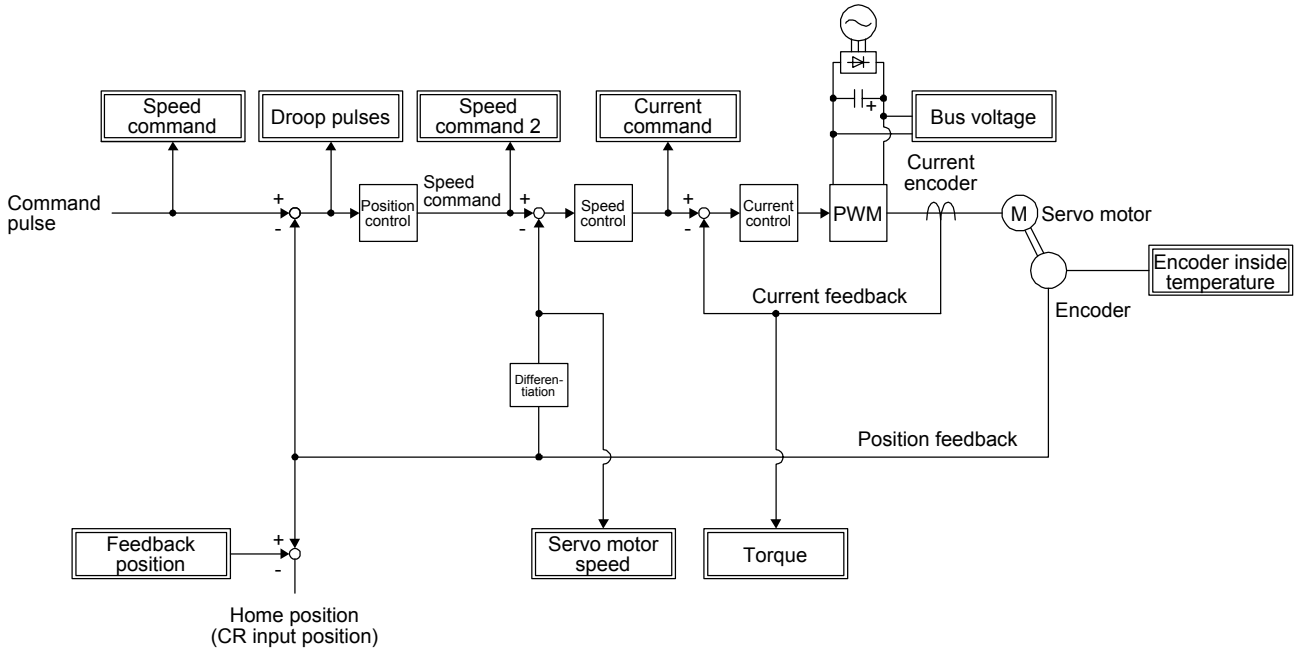 Speed
command
Droop pulses
Speed
command 2
Current
command
Bus voltage
Command
pulse
+
-
Position
control
Speed
command
+
-
Speed
control
+
-
Current
control
PWM
+
Current
encoder
M
Servo motor
Encoder inside
temperature
Encoder
Current feedback
Differen-
tiation
Position feedback
Feedback
position
+
-
Servo motor
speed
Torque
Home position
(CR input position)